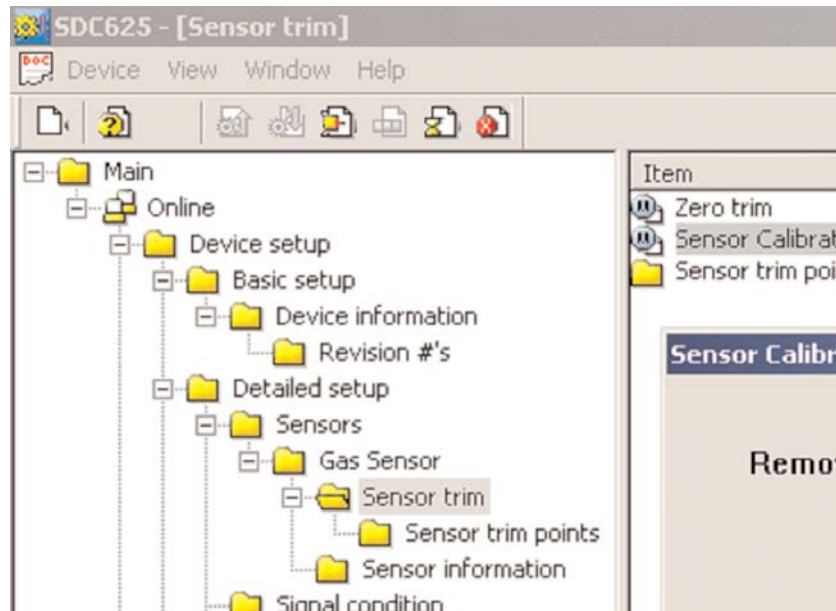 SDC625 - [Sensor trim]
DOC
Device View Window Help
Main
Online
Device setup
Basic setup
Device information
Revision #'s
Detailed setup
Sensors
Gas Sensor
Sensor trim
Sensor trim points
Sensor information
Signal condition
Item
Zero trim
Sensor Calibrat
Sensor trim poi
Sensor Calibr
Remo